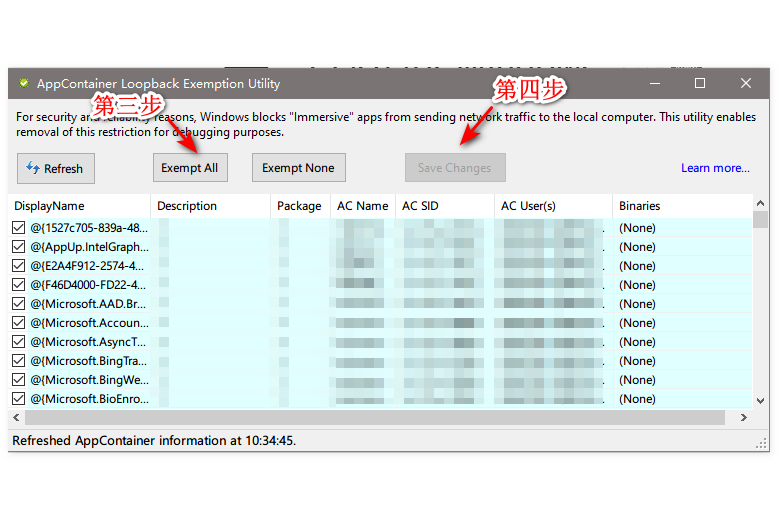 AppContainer Loopback Exemption Utility
第三步
第四步
For security and reliability reasons, Windows blocks "Immersive" apps from sending network traffic to the local computer. This utility enables
removal of this restriction for debugging purposes.
Refresh
Exempt All
Exempt None
Save Changes
Learn more...
DisplayName Description Package AC Name AC SID AC User(s) Binaries
@{1527c705-839a-48... (None)
@{AppUp.IntelGraph... (None)
@{E2A4F912-2574-4... (None)
@{F46D4000-FD22-4... (None)
@{Microsoft.AAD.Br... (None)
@{Microsoft.Accoun... (None)
@{Microsoft.AsyncT... (None)
@{Microsoft.BingTra... (None)
@{Microsoft.BingWe... (None)
@{Microsoft.BioEnro... (None)
Refreshed AppContainer information at 10:34:45.